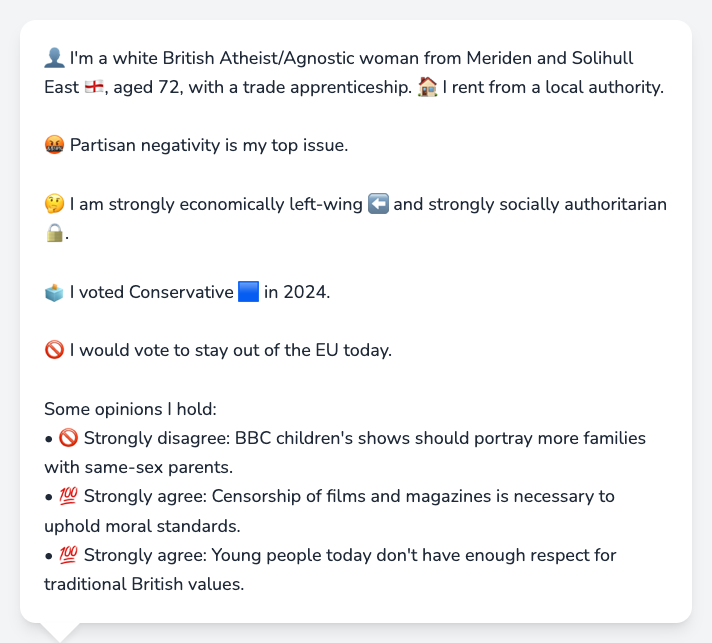 👤 I'm a white British Atheist/Agnostic woman from Meriden and Solihull
East 🏴󠁧󠁢󠁥󠁮󠁧󠁿, aged 72, with a trade apprenticeship. 🏠 I rent from a local authority.
🤬 Partisan negativity is my top issue.
🤔 I am strongly economically left-wing ⬅️ and strongly socially authoritarian
🔒.
🗳️ I voted Conservative 🟦 in 2024.
🚫 I would vote to stay out of the EU today.
Some opinions I hold:
• 🚫 Strongly disagree: BBC children's shows should portray more families
with same-sex parents.
• 💯 Strongly agree: Censorship of films and magazines is necessary to
uphold moral standards.
• 💯 Strongly agree: Young people today don't have enough respect for
traditional British values.